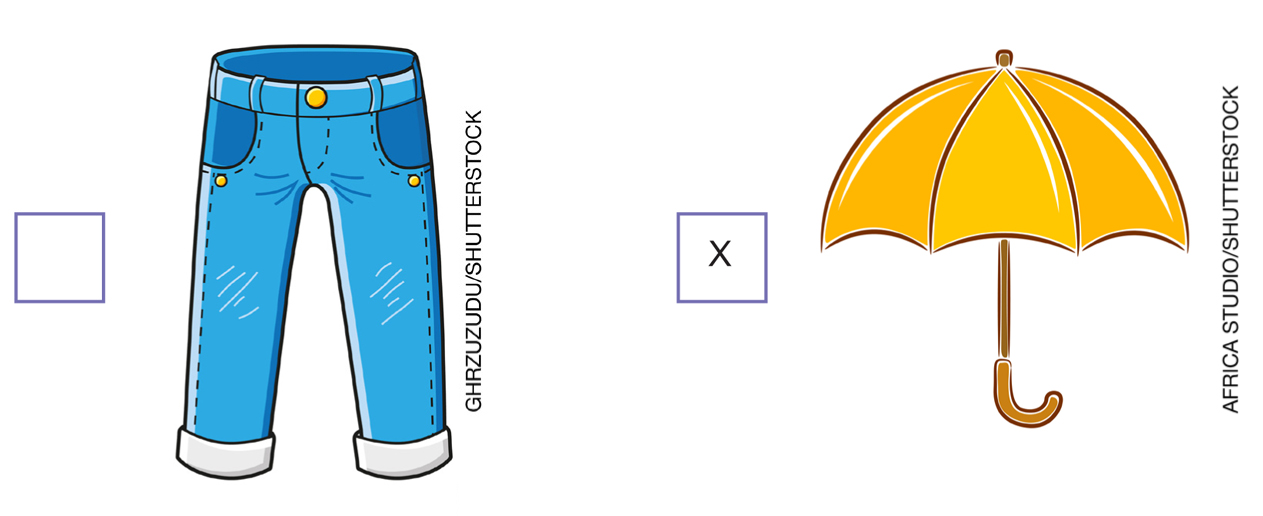 GHRZUZUDU/SHUTTERSTOCK
X
AFRICA STUDIO/SHUTTERSTOCK